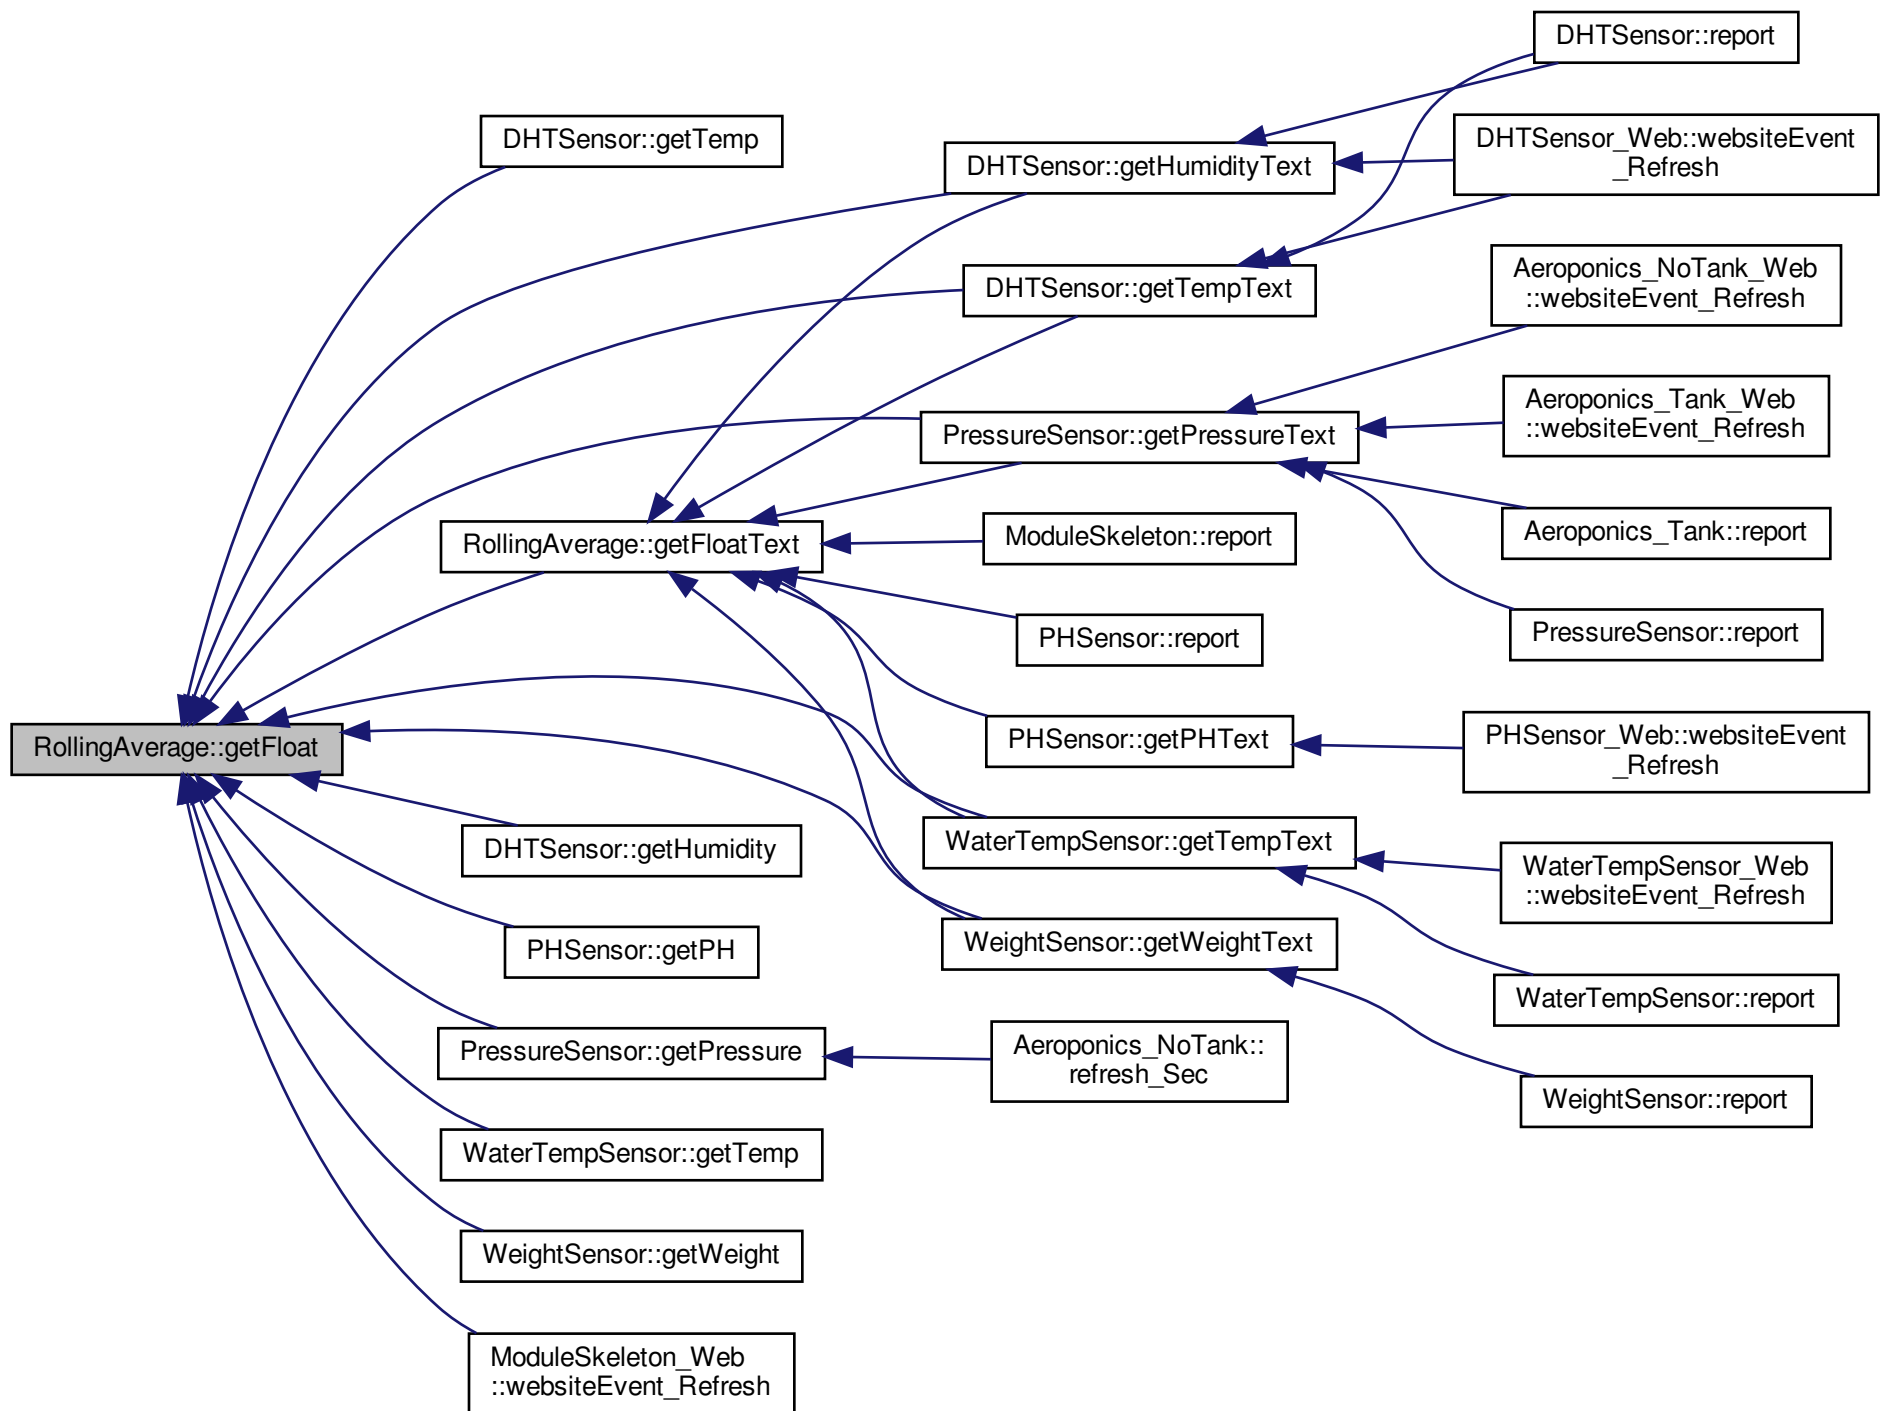 DHTSensor::report
DHTSensor::getTemp
DHTSensor_Web::websiteEvent
_Refresh
DHTSensor::getHumidityText
DHTSensor::getTempText
Aeroponics_NoTank_Web
::websiteEvent_Refresh
Aeroponics_Tank_Web
::websiteEvent_Refresh
PressureSensor::getPressureText
Aeroponics_Tank::report
RollingAverage::getFloatText
ModuleSkeleton::report
PHSensor::report
PressureSensor::report
RollingAverage::getFloat
PHSensor::getPHText
PHSensor_Web::websiteEvent
_Refresh
WaterTempSensor::getTempText
DHTSensor::getHumidity
WaterTempSensor_Web
::websiteEvent_Refresh
PHSensor::getPH
WeightSensor::getWeightText
WaterTempSensor::report
PressureSensor::getPressure
Aeroponics_NoTank::
refresh_Sec
WeightSensor::report
WaterTempSensor::getTemp
WeightSensor::getWeight
ModuleSkeleton_Web
::websiteEvent_Refresh